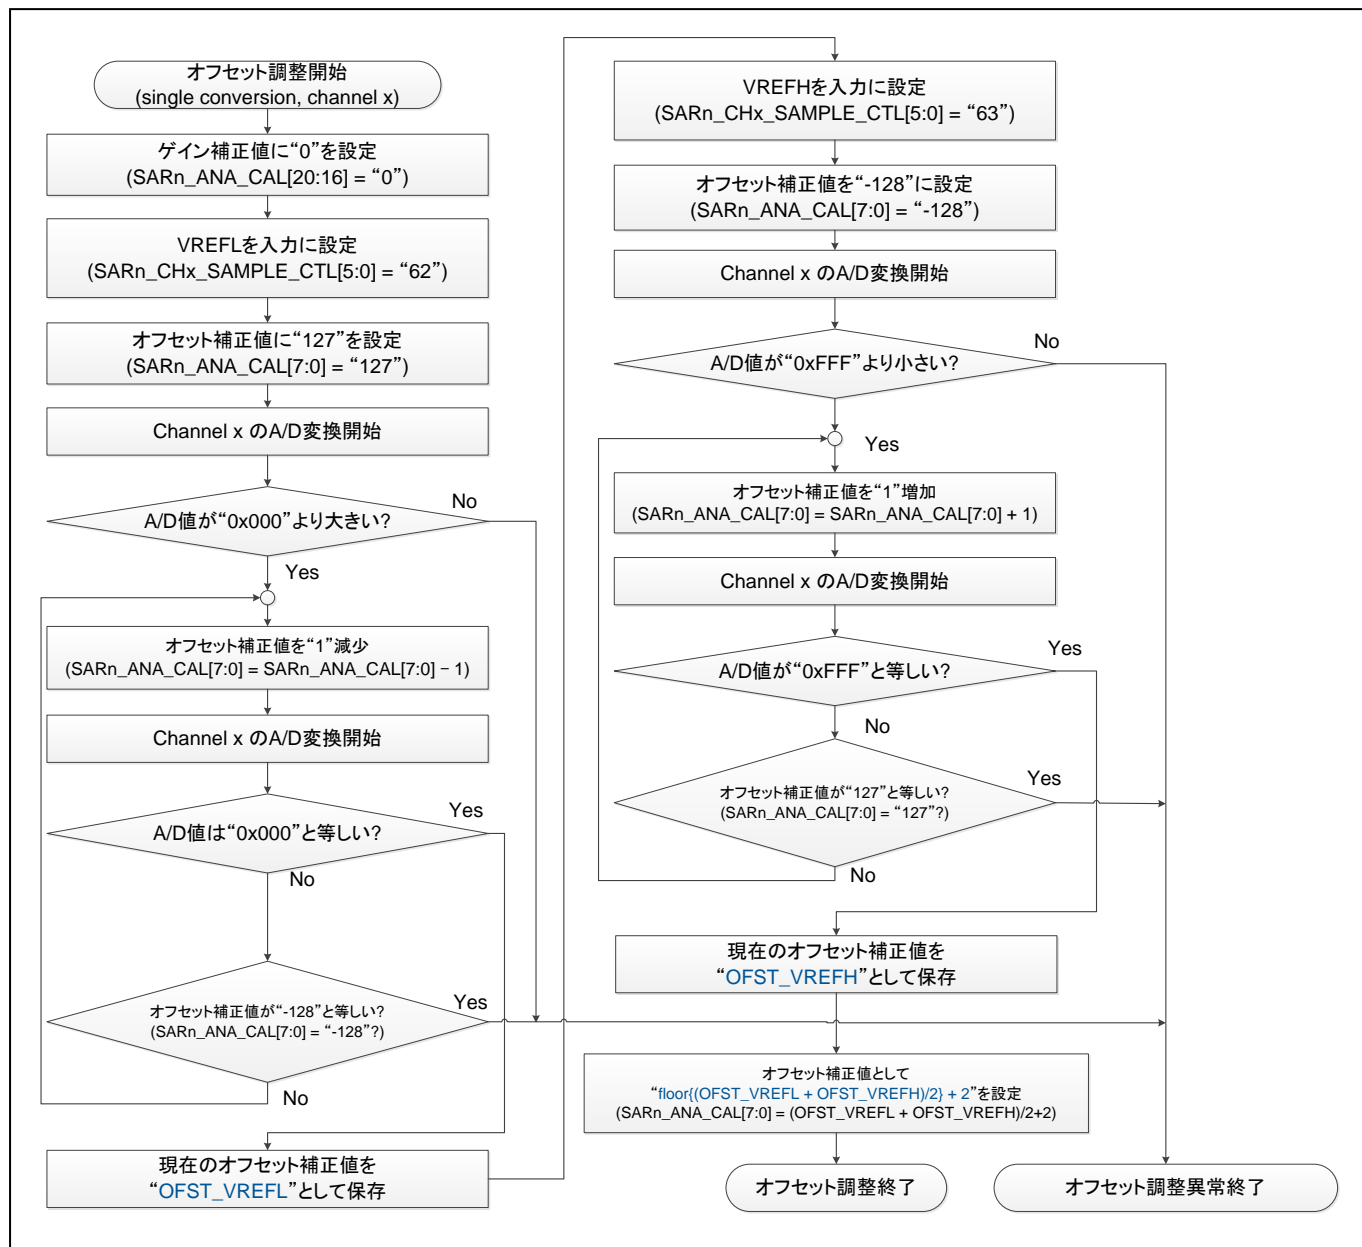 オフセット調整開始
(single conversion, channel x)
ゲイン補正値に“0”を設定
(SARn_ANA_CAL[20:16] = “0”)
VREFLを入力に設定
(SARn_CHx_SAMPLE_CTL[5:0] = “62”)
オフセット補正値に“127”を設定
(SARn_ANA_CAL[7:0] = “127”)
Channel x のA/D変換開始
A/D値が“0x000”より大きい?
No
Yes
オフセット補正値を“1”減少
(SARn_ANA_CAL[7:0] = SARn_ANA_CAL[7:0] − 1)
Channel x のA/D変換開始
A/D値は“0x000”と等しい?
Yes
No
オフセット補正値が“-128”と等しい?
(SARn_ANA_CAL[7:0] = “-128”?)
Yes
No
現在のオフセット補正値を
“OFST_VREFL”として保存
VREFHを入力に設定
(SARn_CHx_SAMPLE_CTL[5:0] = “63”)
オフセット補正値を“-128”に設定
(SARn_ANA_CAL[7:0] = “-128”)
Channel x のA/D変換開始
A/D値が“0xFFF”より小さい?
No
Yes
オフセット補正値を“1”増加
(SARn_ANA_CAL[7:0] = SARn_ANA_CAL[7:0] + 1)
Channel x のA/D変換開始
A/D値が“0xFFF”と等しい?
Yes
No
オフセット補正値が“127”と等しい?
(SARn_ANA_CAL[7:0] = “127”?)
Yes
No
現在のオフセット補正値を
“OFST_VREFH”として保存
オフセット補正値として
“floor{(OFST_VREFL + OFST_VREFH)/2} + 2”を設定
(SARn_ANA_CAL[7:0] = (OFST_VREFL + OFST_VREFH)/2+2)
オフセット調整終了
オフセット調整異常終了